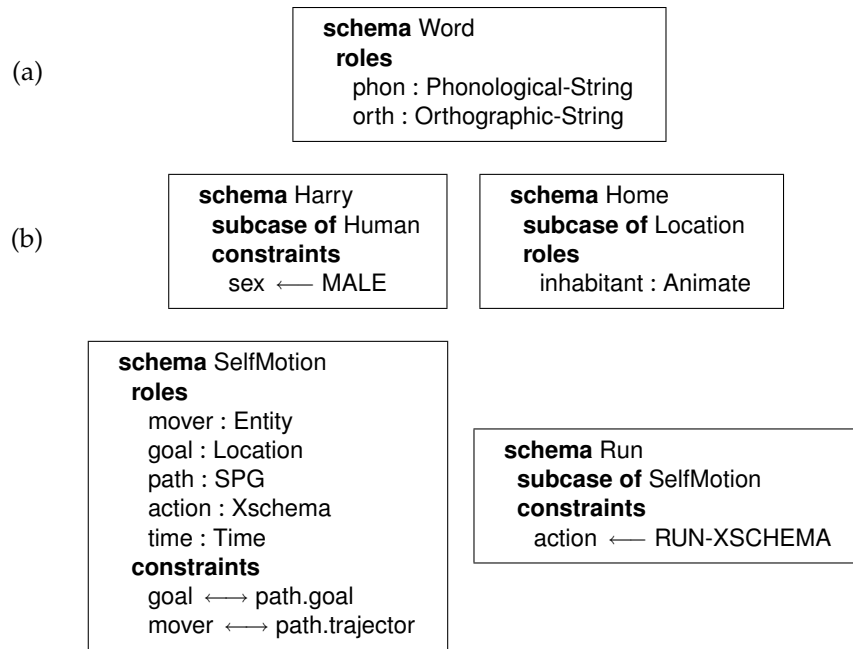 (a)
schema Word
roles
phon : Phonological-String
orth : Orthographic-String
(b)
schema Harry
subcase of Human
constraints
sex ⟵ MALE
schema Home
subcase of Location
roles
inhabitant : Animate
schema SelfMotion
roles
mover : Entity
goal : Location
path : SPG
action : Xschema
time : Time
constraints
goal ⟷ path.goal
mover ⟷ path.trajector
schema Run
subcase of SelfMotion
constraints
action ⟵ RUN-XSCHEMA